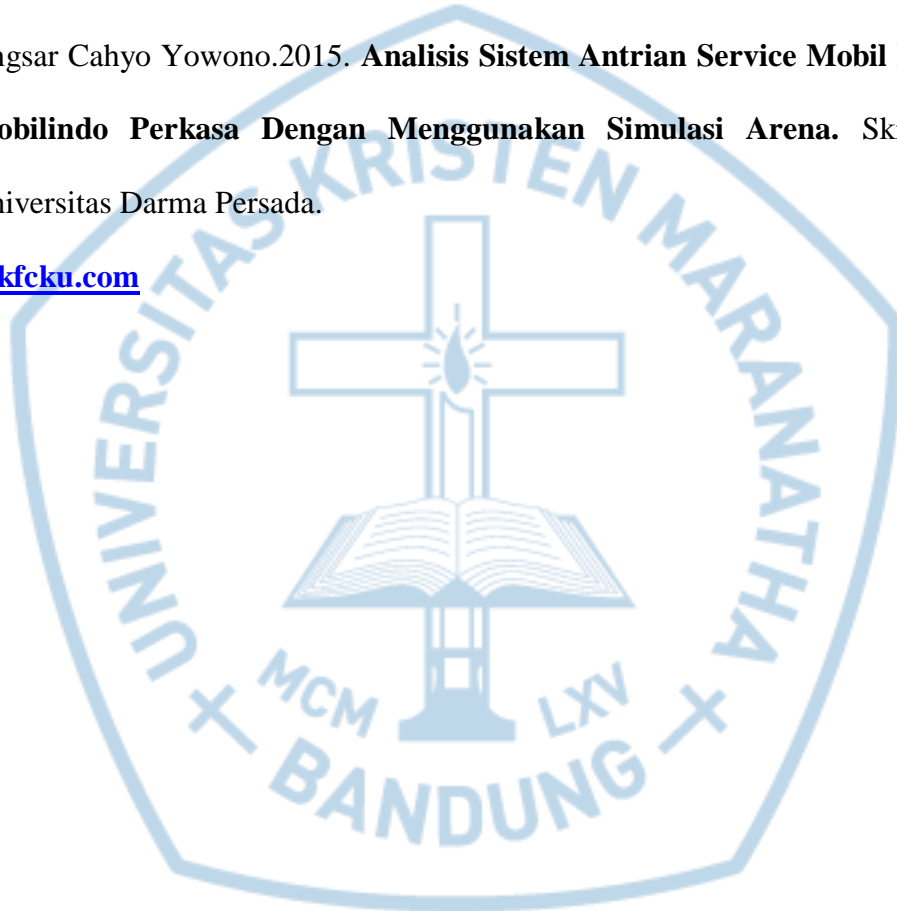 ngsar Cahyo Yowono.2015. Analisis Sistem Antrian Service Mobil
obilindo Perkasa Dengan Menggunakan Simulasi Arena. Sk
niversitas Darma Persada.
kfcku.com
UNIVERSITAS KRISTEN MARANATHA
MCM LXV
BANDUNG